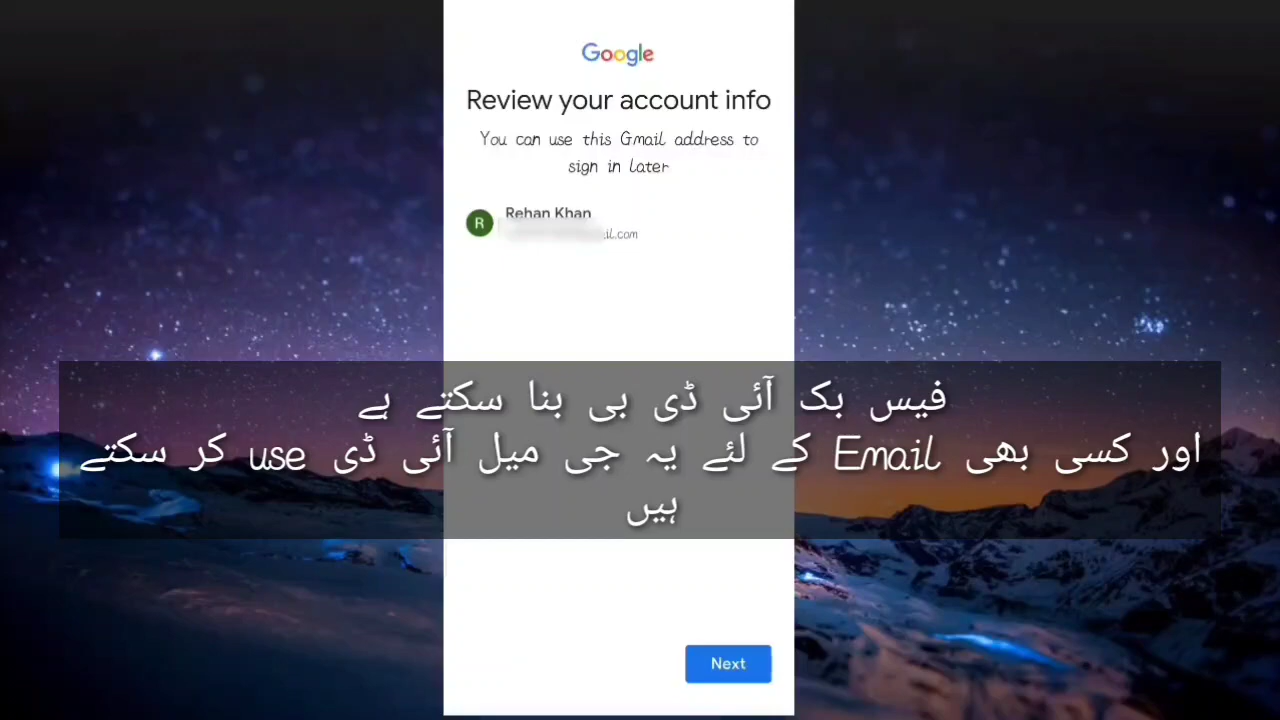 Google
Review your account info
You can use this Gmail address to
sign in later
R
Rehan Khan
il.com
فیس بک آئی ڈی بی بنا سکتے ہے
اور کسی بھی Email کے لئے یہ جی میل آئی ڈی use کر سکتے
ہیں
Next